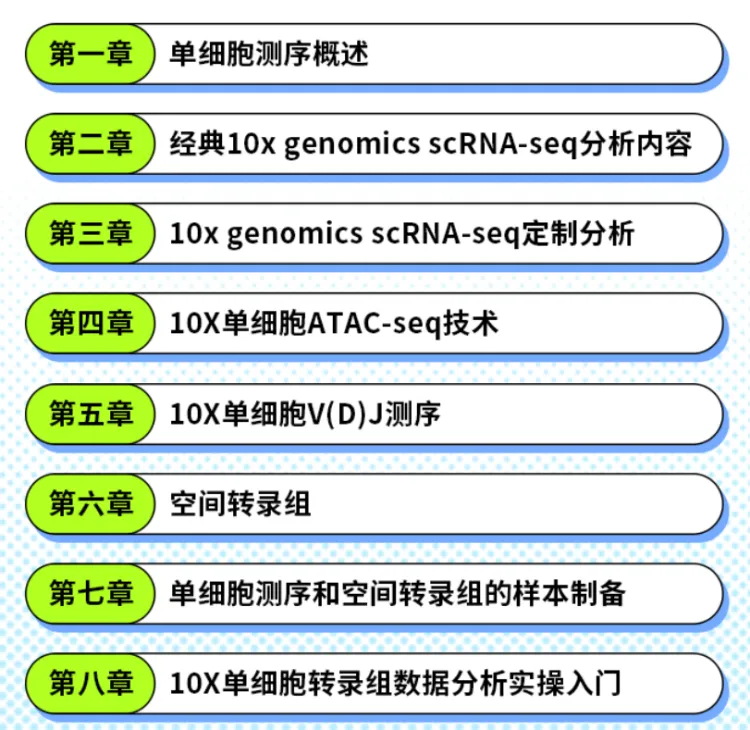 第一章 单细胞测序概述
第二章 经典10x genomics scRNA-seq分析内容
第三章 10x genomics scRNA-seq定制分析
第四章 10X单细胞ATAC-seq技术
第五章 10X单细胞V(D)J测序
第六章 空间转录组
第七章 单细胞测序和空间转录组的样本制备
第八章 10X单细胞转录组数据分析实操入门